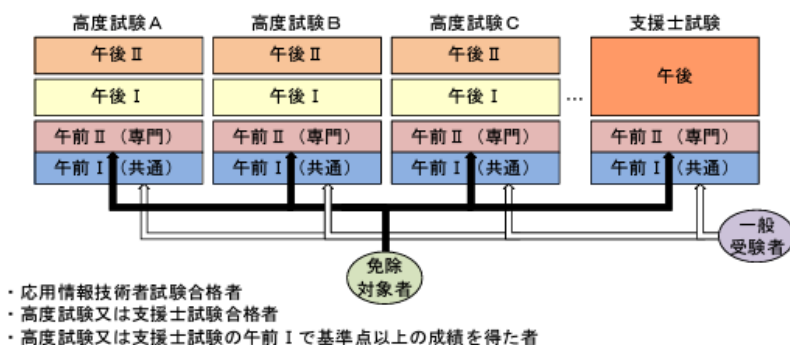 高度試験A 高度試験B 高度試験C 支援士試験
午後Ⅱ 午後Ⅱ 午後Ⅱ 午後
午後Ⅰ 午後Ⅰ 午後Ⅰ …
午前Ⅱ（専門） 午前Ⅱ（専門） 午前Ⅱ（専門） 午前Ⅱ（専門）
午前Ⅰ（共通） 午前Ⅰ（共通） 午前Ⅰ（共通） 午前Ⅰ（共通）
一般
受験者
免除
対象者
・応用情報技術者試験合格者
・高度試験又は支援士試験合格者
・高度試験又は支援士試験の午前Ⅰで基準点以上の成績を得た者